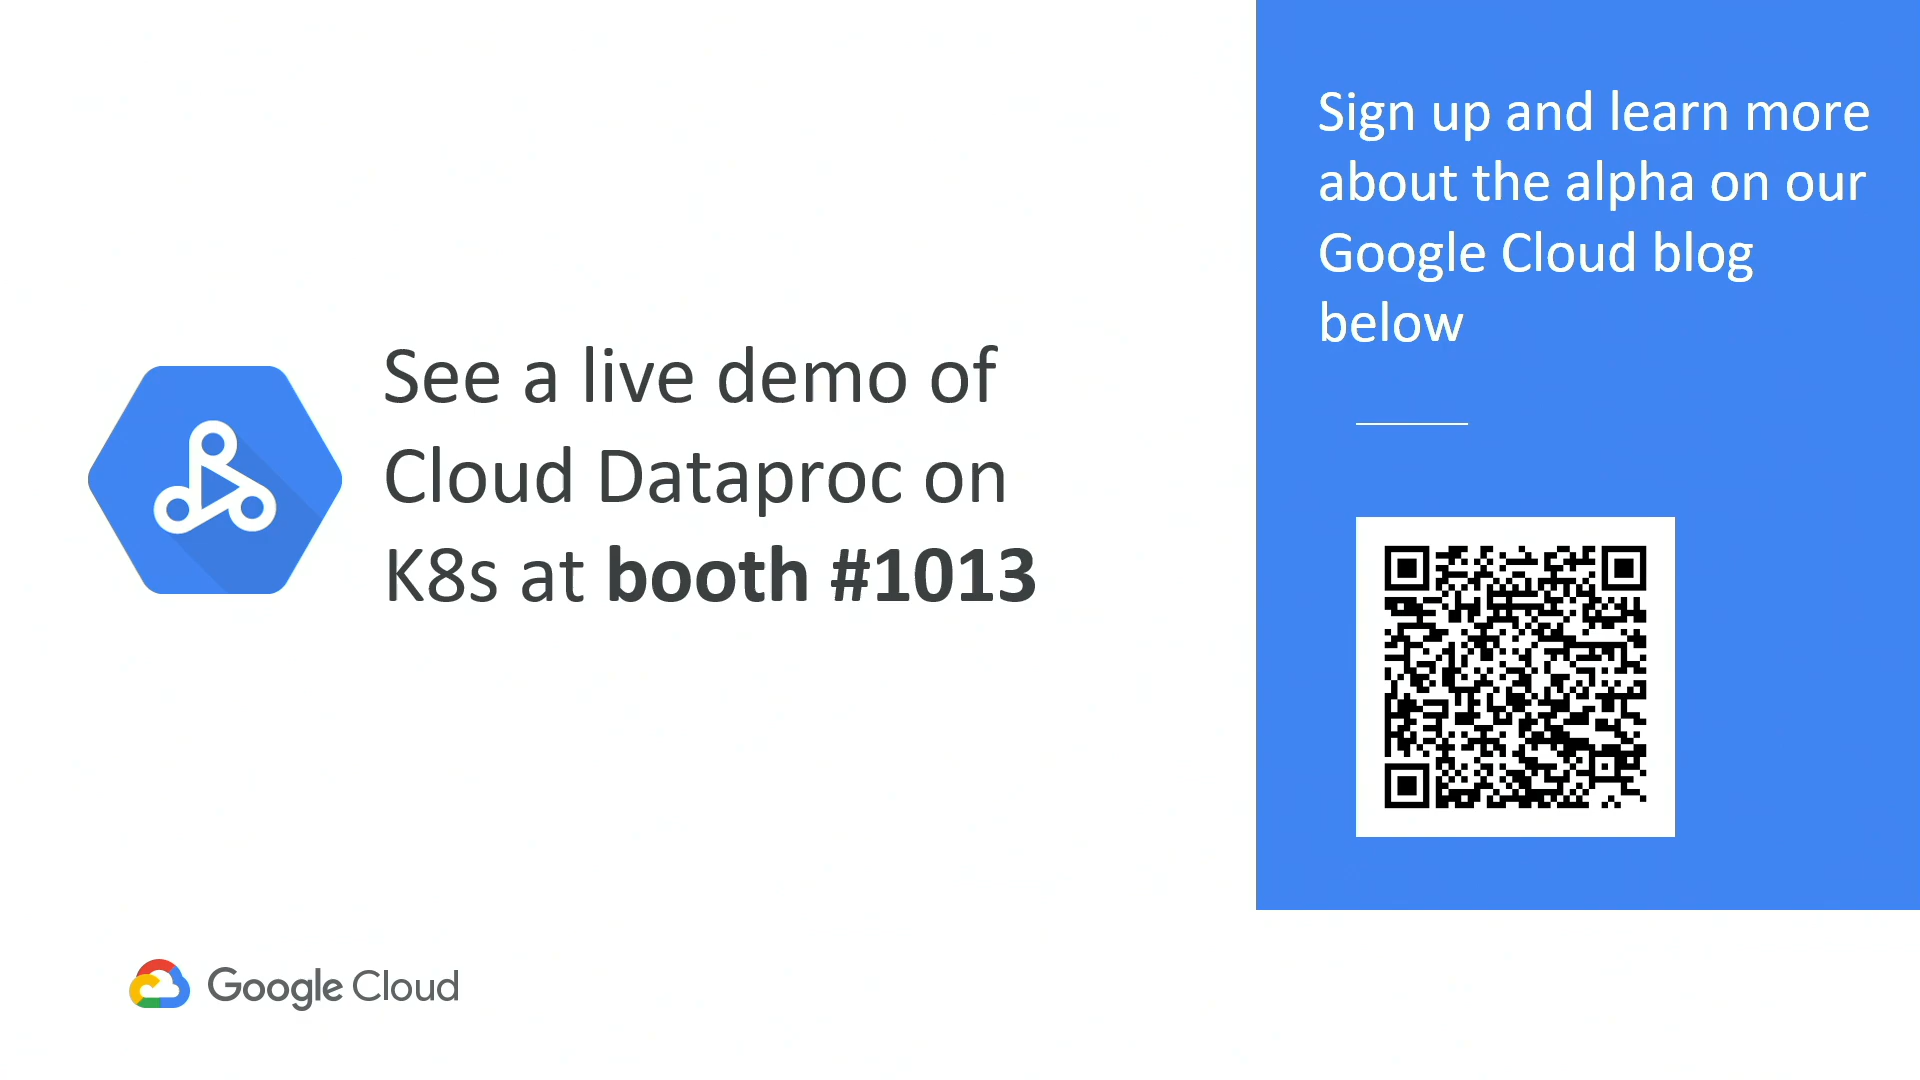 See a live demo of
Cloud Dataproc on
K8s at booth #1013
Sign up and learn more
about the alpha on our
Google Cloud blog
below
Google Cloud